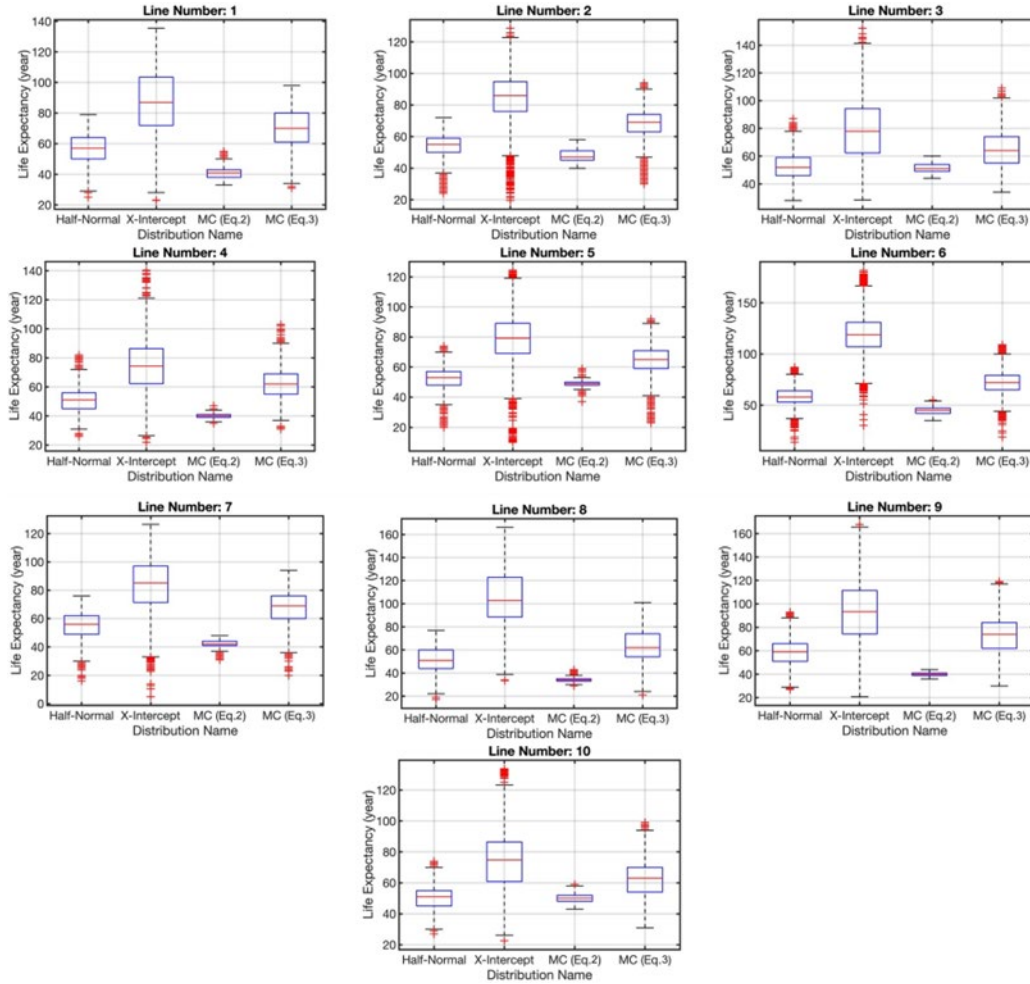 Line Number: 1
Life Expectancy (year)
140
120
100
80
60
40
20
Half-Normal X-Intercept MC (Eq.2) MC (Eq.3)
Distribution Name
Line Number: 2
Life Expectancy (year)
120
100
80
60
40
20
Half-Normal X-Intercept MC (Eq.2) MC (Eq.3)
Distribution Name
Line Number: 3
Life Expectancy (year)
140
120
100
80
60
40
Half-Normal X-Intercept MC (Eq.2) MC (Eq.3)
Distribution Name
Line Number: 4
Life Expectancy (year)
140
120
100
80
60
40
20
Half-Normal X-Intercept MC (Eq.2) MC (Eq.3)
Distribution Name
Line Number: 5
Life Expectancy (year)
120
100
80
60
40
20
Half-Normal X-Intercept MC (Eq.2) MC (Eq.3)
Distribution Name
Line Number: 6
Life Expectancy (year)
150
100
50
Half-Normal X-Intercept MC (Eq.2) MC (Eq.3)
Distribution Name
Line Number: 7
Life Expectancy (year)
120
100
80
60
40
20
0
Half-Normal X-Intercept MC (Eq.2) MC (Eq.3)
Distribution Name
Line Number: 8
Life Expectancy (year)
160
140
120
100
80
60
40
20
Half-Normal X-Intercept MC (Eq.2) MC (Eq.3)
Distribution Name
Line Number: 9
Life Expectancy (year)
160
140
120
100
80
60
40
20
Half-Normal X-Intercept MC (Eq.2) MC (Eq.3)
Distribution Name
Line Number: 10
Life Expectancy (year)
120
100
80
60
40
20
Half-Normal X-Intercept MC (Eq.2) MC (Eq.3)
Distribution Name